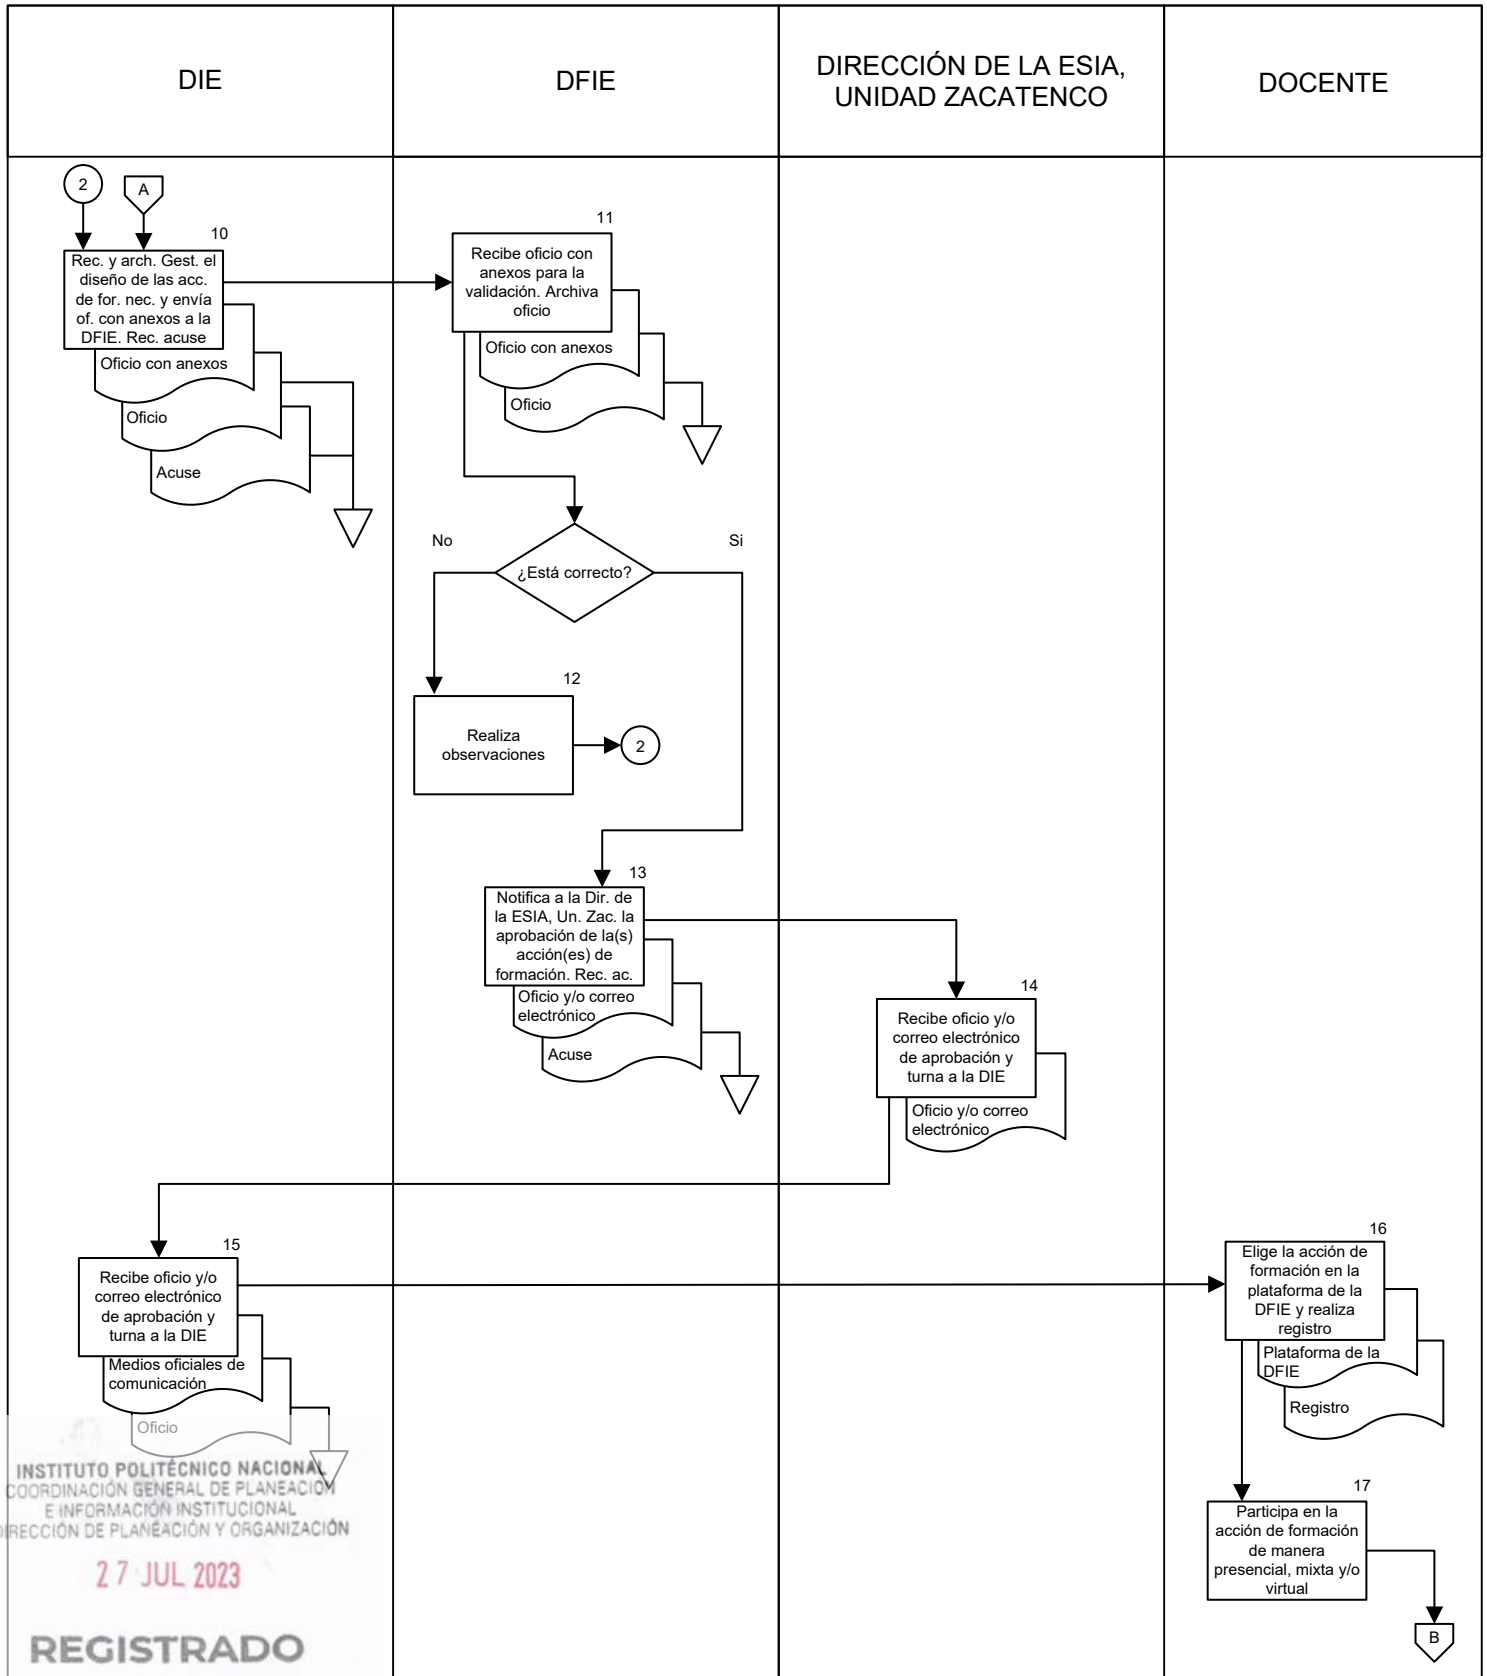 DIE
DFIE
DIRECCIÓN DE LA ESIA,
UNIDAD ZACATENCO
DOCENTE
2
A
10
Rec. y arch. Gest. el
diseño de las acc.
de for. nec. y envía
of. con anexos a la
DFIE. Rec. acuse
Oficio con anexos
Oficio
Acuse
11
Recibe oficio con
anexos para la
validación. Archiva
oficio
Oficio con anexos
Oficio
No
Si
¿Está correcto?
12
Realiza
observaciones
2
13
Notifica a la Dir. de
la ESIA, Un. Zac. la
aprobación de la(s)
acción(es) de
formación. Rec. ac.
Oficio y/o correo
electrónico
Acuse
14
Recibe oficio y/o
correo electrónico
de aprobación y
turna a la DIE
Oficio y/o correo
electrónico
15
Recibe oficio y/o
correo electrónico
de aprobación y
turna a la DIE
Medios oficiales de
comunicación
Oficio
16
Elige la acción de
formación en la
plataforma de la
DFIE y realiza
registro
Plataforma de la
DFIE
Registro
17
Participa en la
acción de formación
de manera
presencial, mixta y/o
virtual
B
INSTITUTO POLITÉCNICO NACIONAL
COORDINACIÓN GENERAL DE PLANEACIÓN
E INFORMACIÓN INSTITUCIONAL
DIRECCIÓN DE PLANEACIÓN Y ORGANIZACIÓN
27 JUL 2023
REGISTRADO